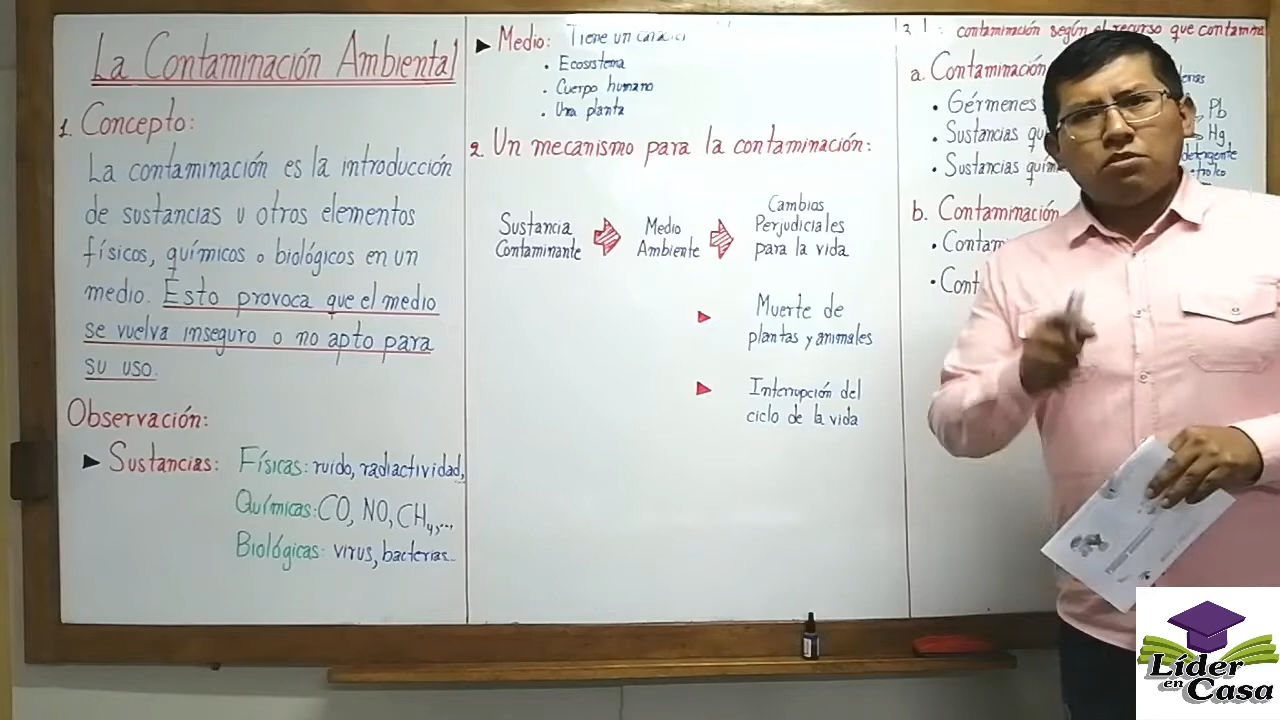 La Contaminación Ambiental
1. Concepto:
La contaminación es la introducción
de sustancias u otros elementos
físicos, químicos o biológicos en un
medio. Esto provoca que el medio
se vuelva inseguro o no apto para
su uso.
Observación:
► Sustancias: Físicas: ruido, radiactividad,
Químicas: CO, NO, CH₄,...
Biológicas: virus, bacterias...
► Medio: Tiene un
• Ecosistema
• Cuerpo humano
• Una planta
2. Un mecanismo para la contaminación:
Sustancia
Contaminante
Medio
Ambiente
Cambios
Perjudiciales
para la vida
Muerte de
plantas y animales
Interrupción del
ciclo de la vida
contaminación según el recurso que contamina
a. Contaminación
• Gérmenes
• Sustancias
• Sustancias
Pb
Hg
detergente
b. Contaminación
Líder
en Casa